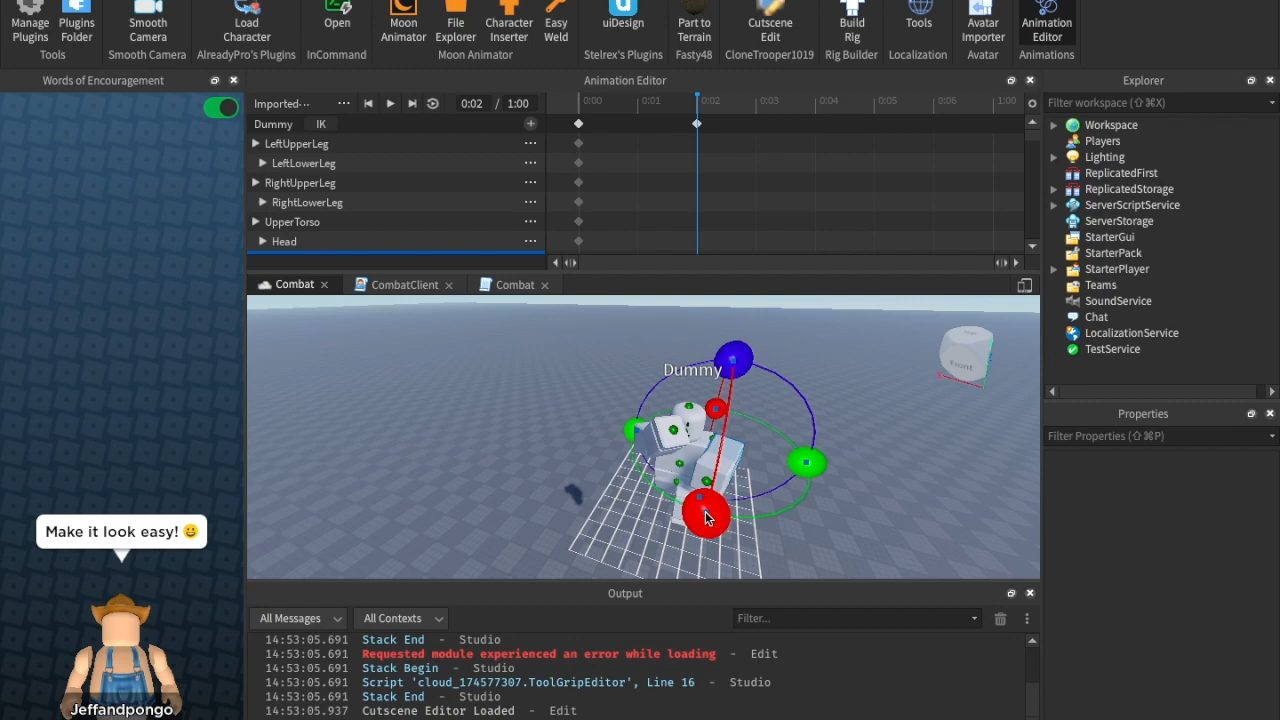 Manage Plugins
Plugins Folder
Tools
Smooth Camera
Smooth Camera
Load Character
AlreadyPro's Plugins
Open
InCommand
Moon Animator
File Explorer
Character Inserter
Easy Weld
Moon Animator
uiDesign
Stelrex's Plugins
Part to Terrain
Fasty48
Cutscene Edit
CloneTrooper1019
Build Rig
Rig Builder
Tools
Localization
Avatar Importer
Avatar
Animation Editor
Animations
Words of Encouragement
Make it look easy! 😀
Jeffandpongo
Animation Editor
Imported··· ··· 0:02 / 1:00
0:00 0:01 0:02 0:03 0:04 0:05 0:06 1:00
Dummy IK
LeftUpperLeg
LeftLowerLeg
RightUpperLeg
RightLowerLeg
UpperTorso
Head
Combat × CombatClient × Combat ×
Dummy
Front
Output
All Messages All Contexts Filter...
14:53:05.691 Stack End - Studio
14:53:05.691 Requested module experienced an error while loading - Edit
14:53:05.691 Stack Begin - Studio
14:53:05.691 Script 'cloud_174577307.ToolGripEditor', Line 16 - Studio
14:53:05.691 Stack End - Studio
14:53:05.937 Cutscene Editor Loaded - Edit
Explorer
Filter workspace (⇧⌘X)
Workspace
Players
Lighting
ReplicatedFirst
ReplicatedStorage
ServerScriptService
ServerStorage
StarterGui
StarterPack
StarterPlayer
Teams
SoundService
Chat
LocalizationService
TestService
Properties
Filter Properties (⇧⌘P)